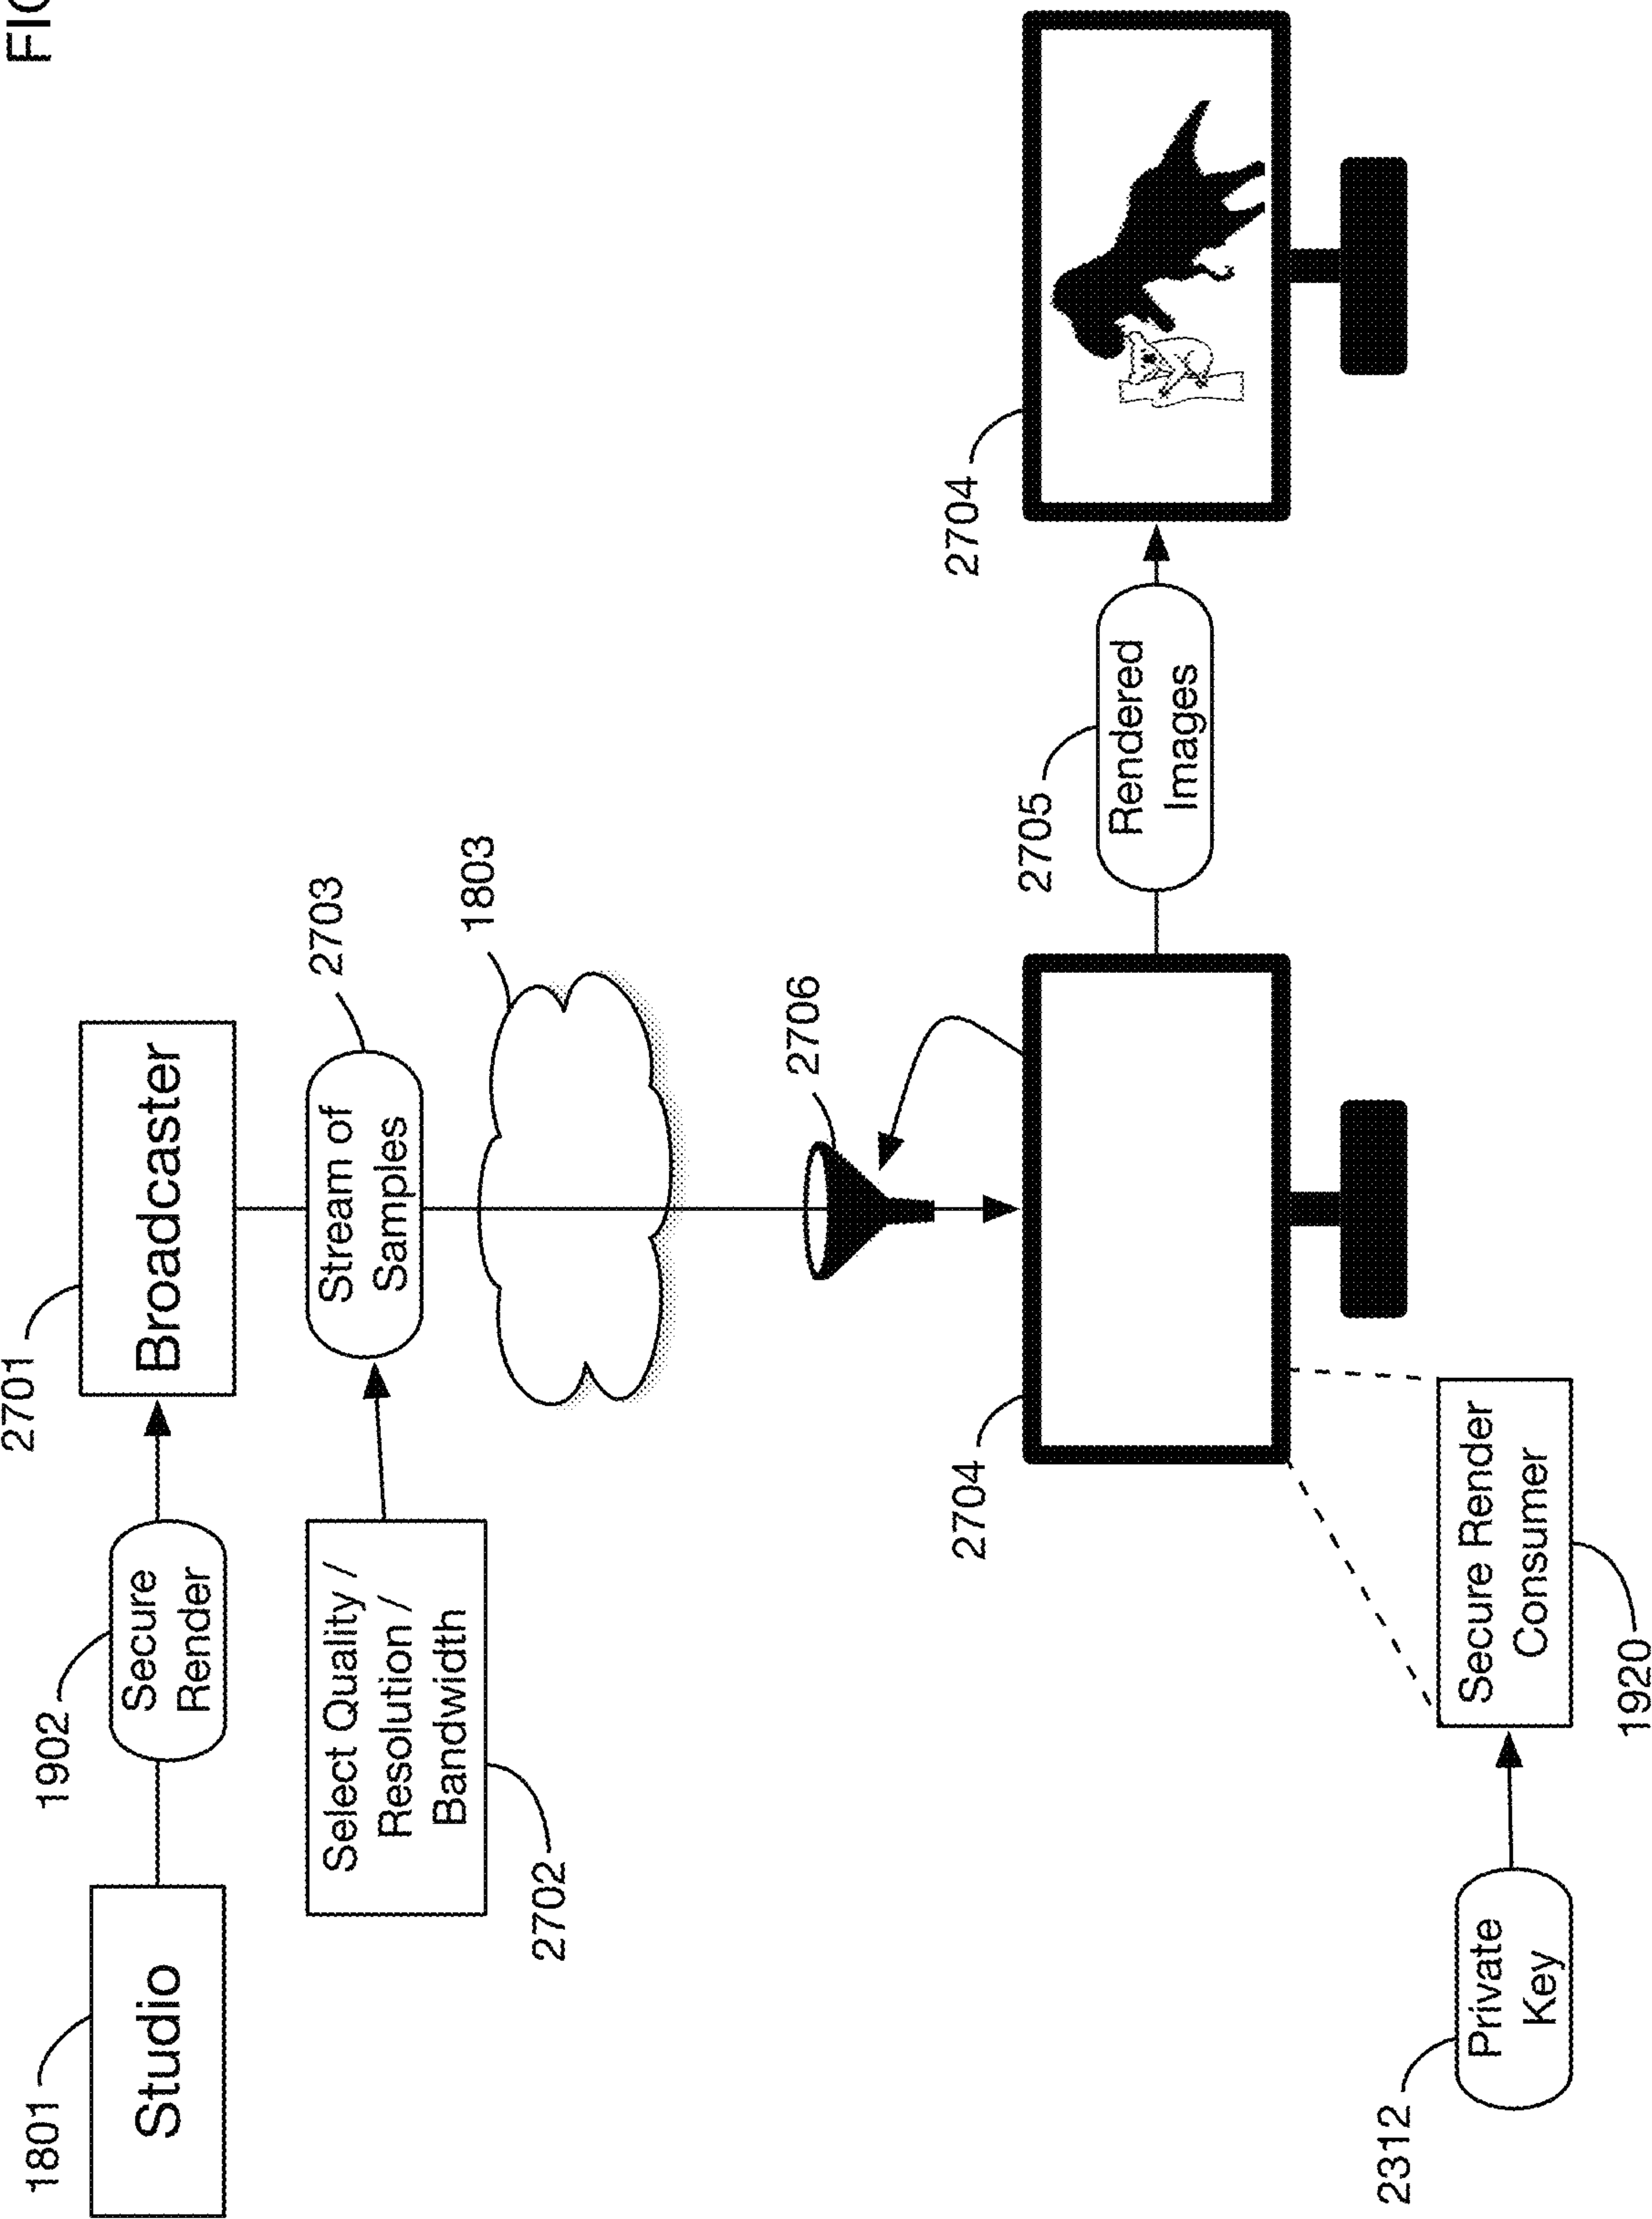 FIG
1801
Studio
1902
Secure
Render
2701
Broadcaster
2702
Select Quality /
Resolution /
Bandwidth
2703
Stream of
Samples
1803
2706
2704
2705
Rendered
Images
2704
2312
Private
Key
1920
Secure Render
Consumer